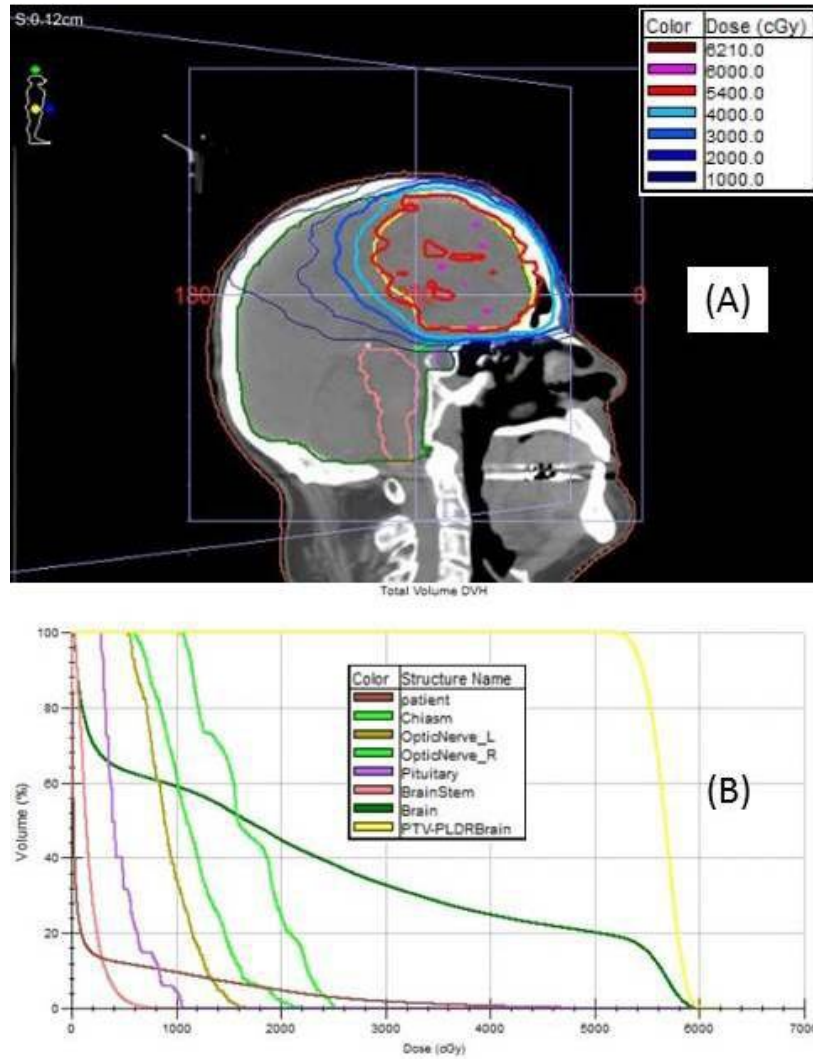 S:0.12cm
Color Dose (cGy)
6210.0
6000.0
5400.0
4000.0
3000.0
2000.0
1000.0
180
0
(A)
Total Volume DVH
Color Structure Name
patient
Chiasm
OpticNerve_L
OpticNerve_R
Pituitary
BrainStem
Brain
PTV-PLDRBrain
(B)
Volume (%)
100
80
60
40
20
0
0 1000 2000 3000 4000 5000 6000 7000
Dose (cGy)